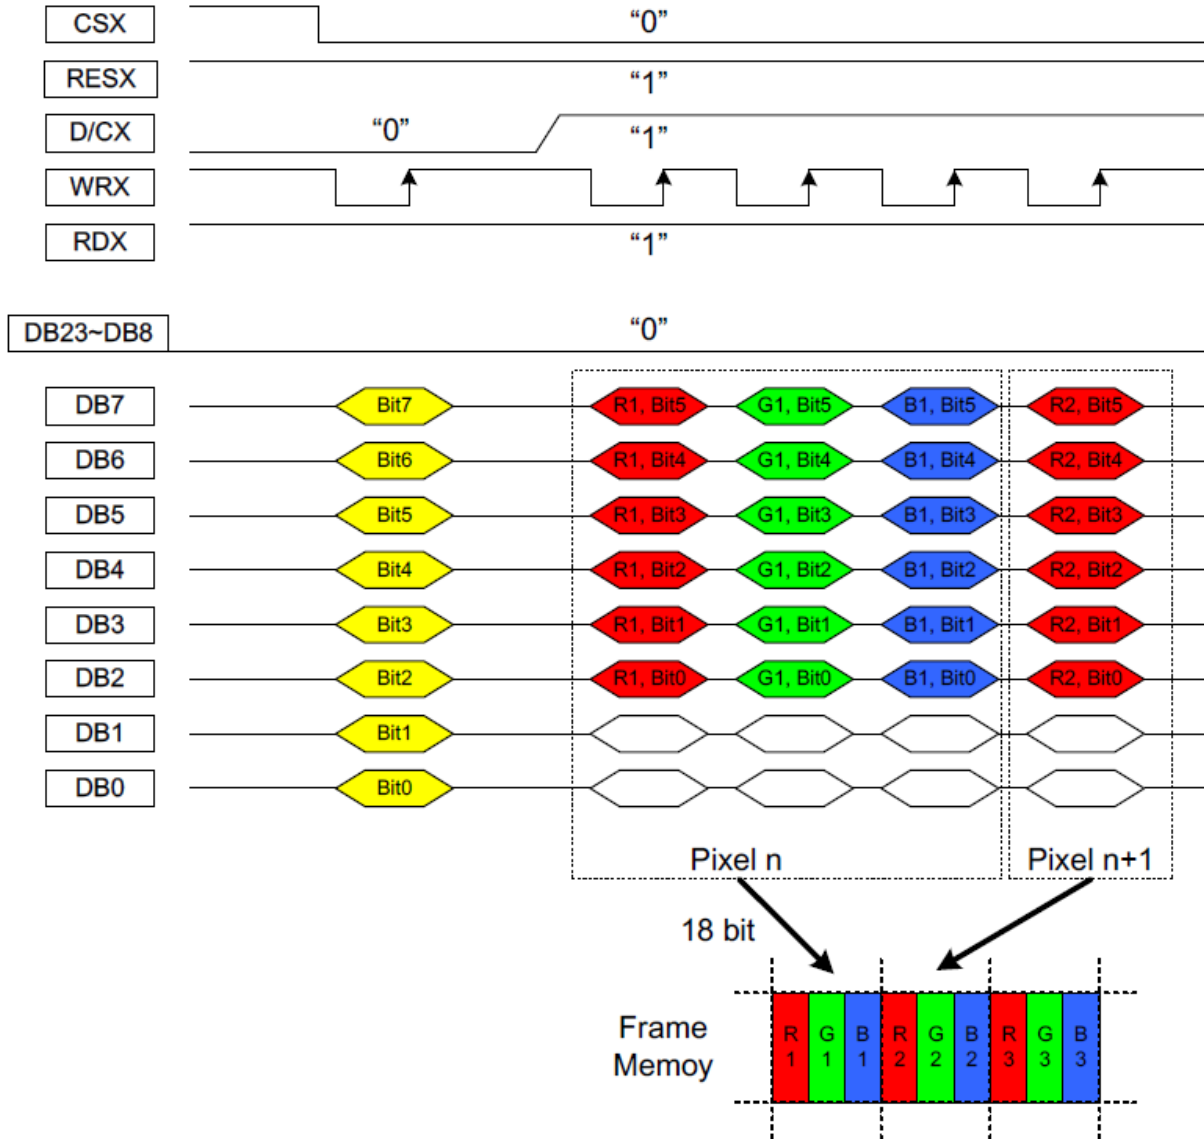 CSX “0”
RESX “1”
D/CX “0” “1”
WRX
RDX “1”
DB23~DB8 “0”
DB7 Bit7 R1, Bit5 G1, Bit5 B1, Bit5 R2, Bit5
DB6 Bit6 R1, Bit4 G1, Bit4 B1, Bit4 R2, Bit4
DB5 Bit5 R1, Bit3 G1, Bit3 B1, Bit3 R2, Bit3
DB4 Bit4 R1, Bit2 G1, Bit2 B1, Bit2 R2, Bit2
DB3 Bit3 R1, Bit1 G1, Bit1 B1, Bit1 R2, Bit1
DB2 Bit2 R1, Bit0 G1, Bit0 B1, Bit0 R2, Bit0
DB1 Bit1
DB0 Bit0
Pixel n Pixel n+1
18 bit
Frame
Memoy
R G B R G B R G B
1 1 1 2 2 2 3 3 3